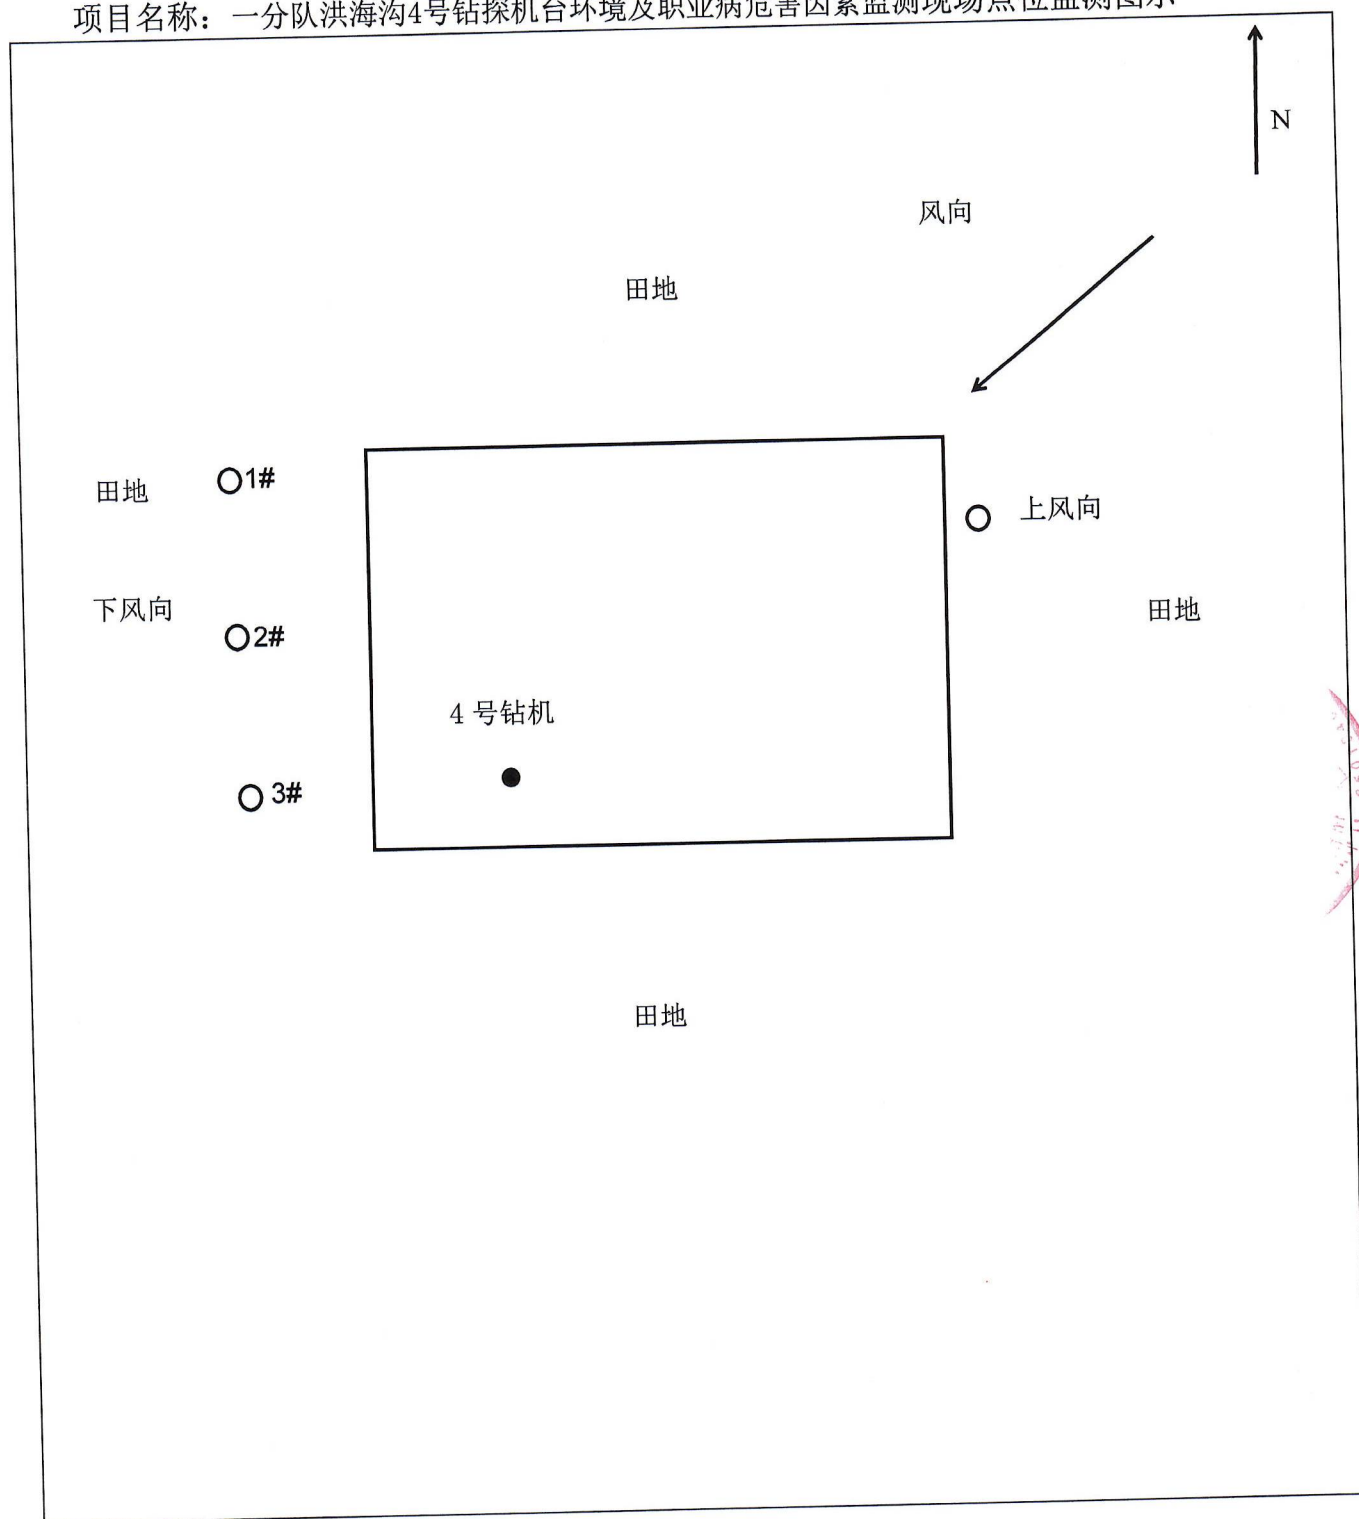 项目名称：一分队洪海沟4号钻探机台环境及职业病危害因素监测现场点位监测图示
N
风向
田地
田地
1#
上风向
下风向
2#
田地
4 号钻机
3#
田地